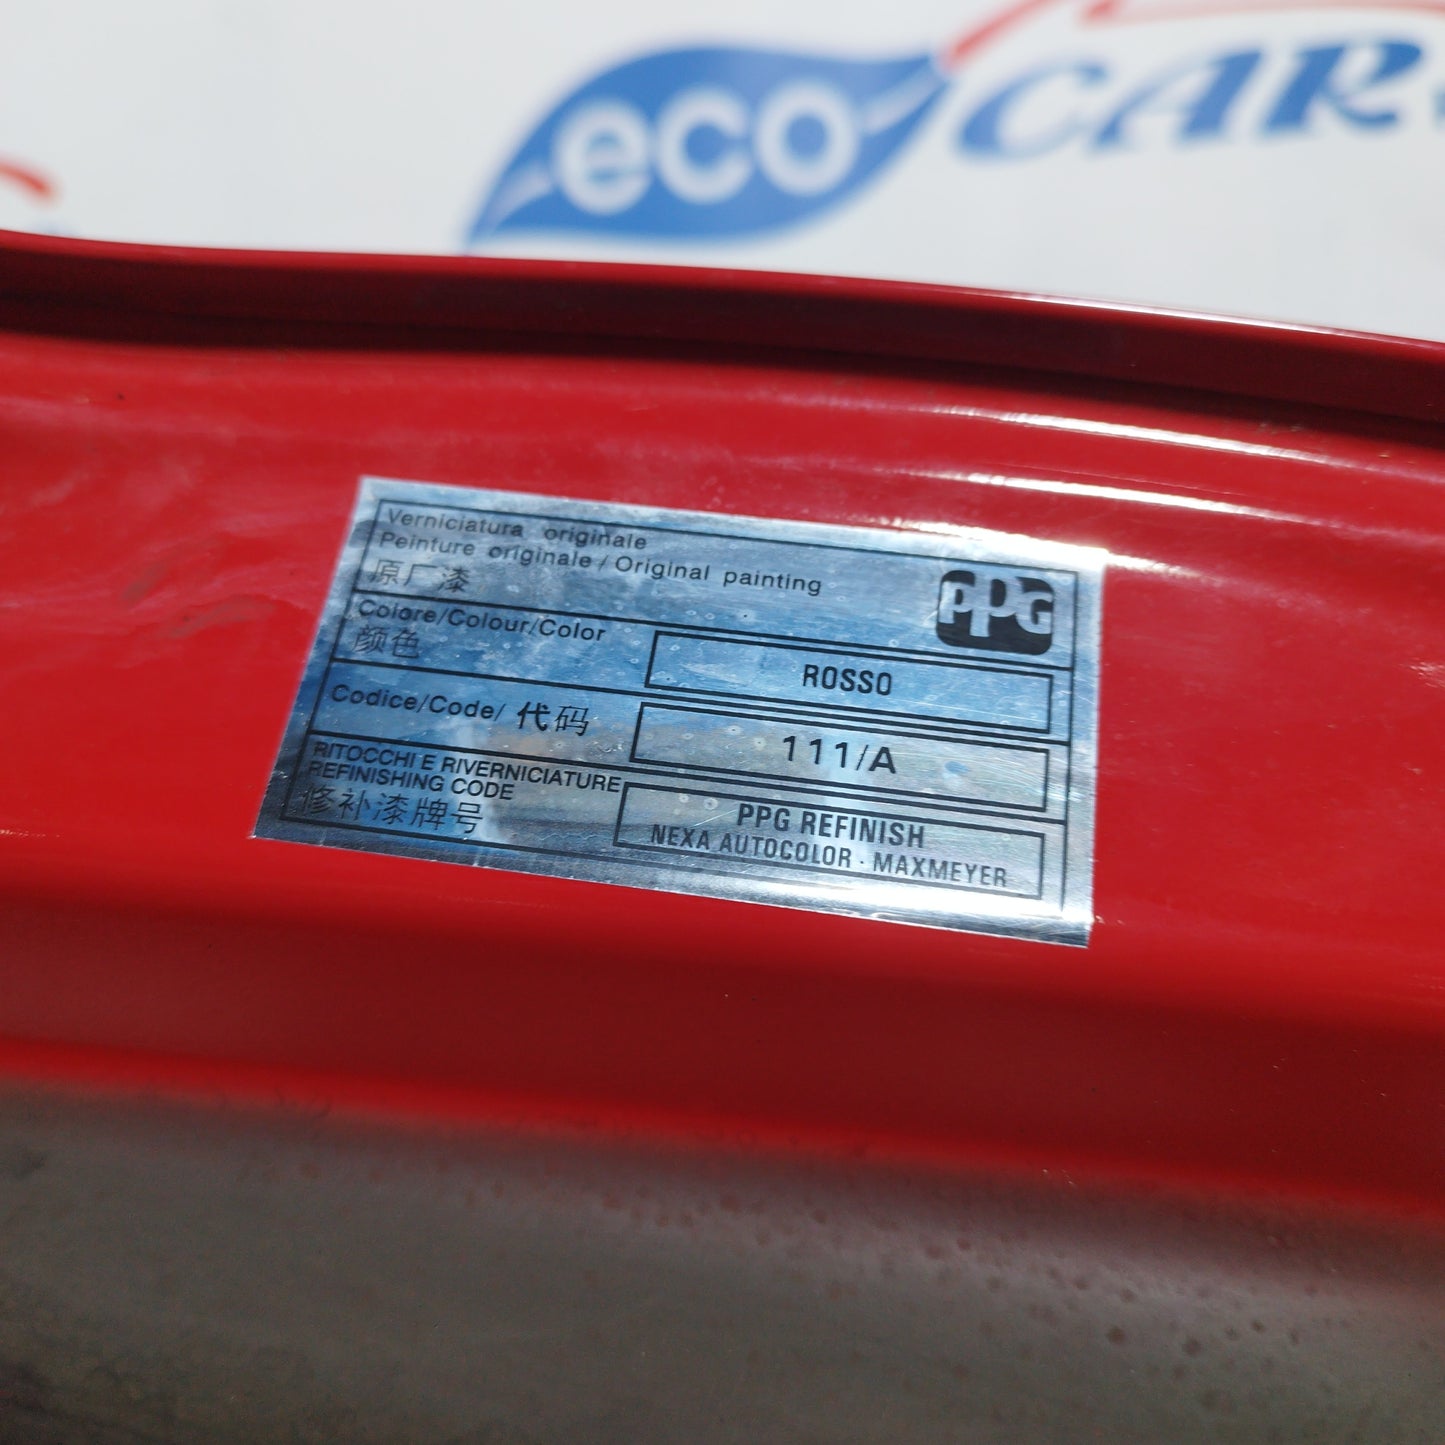 eco CAR
Verniciatura originale
Peinture originale / Original painting
原厂漆
PPG
Colore/Colour/Color
颜色
ROSSO
Codice/Code/ 代码
111/A
RITOCCHI E RIVERNICIATURE
REFINISHING CODE
修补漆牌号
PPG REFINISH
NEXA AUTOCOLOR · MAXMEYER